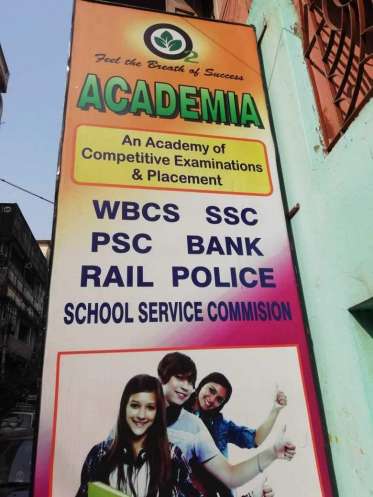 O2
Feel the Breath of Success
ACADEMIA
An Academy of
Competitive Examinations
& Placement
WBCS SSC
PSC BANK
RAIL POLICE
SCHOOL SERVICE COMMISION